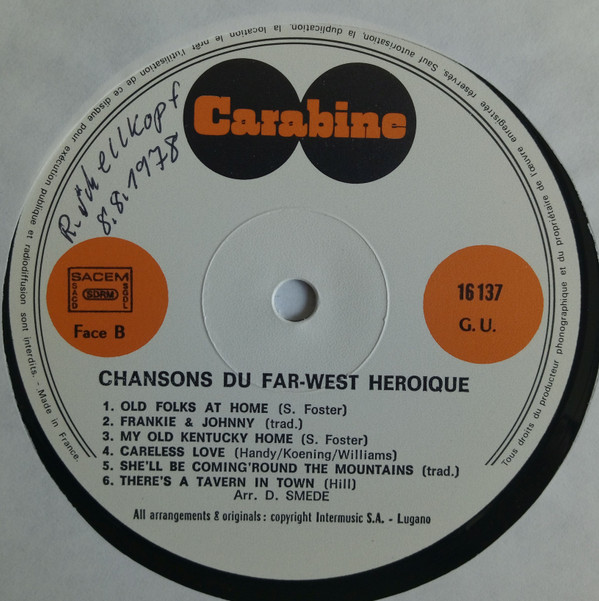 Carabine
R. Schellkopf
8.8.1978
SACEM
SACD SDRM SGDL
Face B
16 137
G. U.
CHANSONS DU FAR-WEST HEROIQUE
1. OLD FOLKS AT HOME (S. Foster)
2. FRANKIE & JOHNNY (trad.)
3. MY OLD KENTUCKY HOME (S. Foster)
4. CARELESS LOVE (Handy/Koening/Williams)
5. SHE'LL BE COMING'ROUND THE MOUNTAINS (trad.)
6. THERE'S A TAVERN IN TOWN (Hill)
Arr. D. SMEDE
All arrangements & originals : copyright Intermusic S.A. - Lugano
Tous droits du producteur phonographique et du propriétaire de l'œuvre enregistrée réservés. Sauf autorisation, la duplication, la location, le prêt, l'utilisation de ce disque pour exécution publique et radiodiffusion sont interdits. - Made in France.